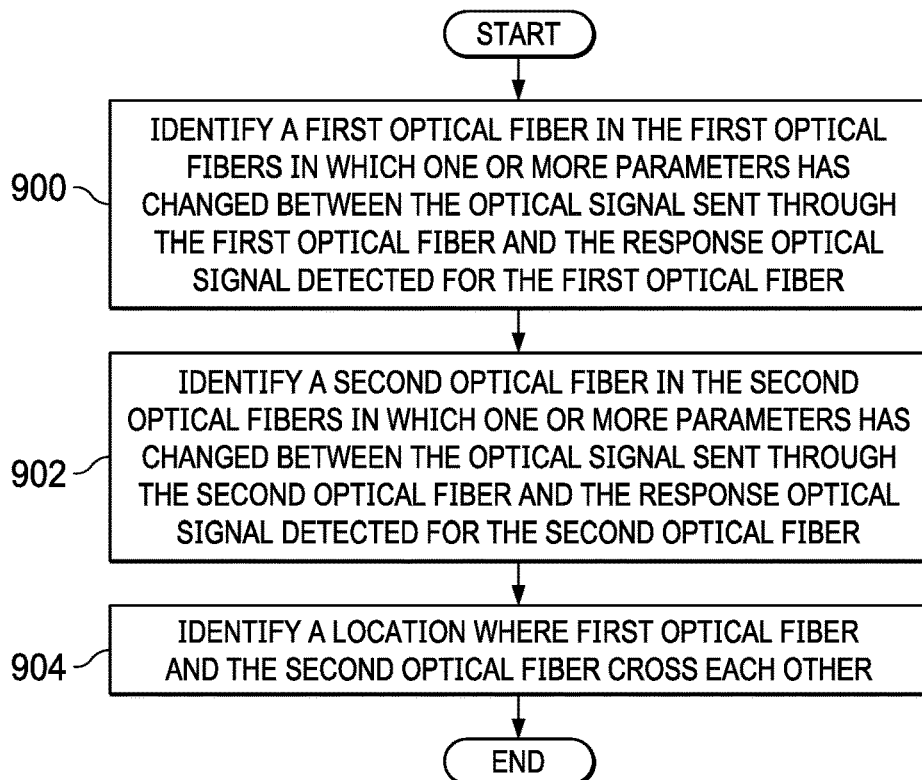 START
IDENTIFY A FIRST OPTICAL FIBER IN THE FIRST OPTICAL
FIBERS IN WHICH ONE OR MORE PARAMETERS HAS
900
CHANGED BETWEEN THE OPTICAL SIGNAL SENT THROUGH
THE FIRST OPTICAL FIBER AND THE RESPONSE OPTICAL
SIGNAL DETECTED FOR THE FIRST OPTICAL FIBER
IDENTIFY A SECOND OPTICAL FIBER IN THE SECOND
OPTICAL FIBERS IN WHICH ONE OR MORE PARAMETERS HAS
902
CHANGED BETWEEN THE OPTICAL SIGNAL SENT THROUGH
THE SECOND OPTICAL FIBER AND THE RESPONSE OPTICAL
SIGNAL DETECTED FOR THE SECOND OPTICAL FIBER
904
IDENTIFY A LOCATION WHERE FIRST OPTICAL FIBER
AND THE SECOND OPTICAL FIBER CROSS EACH OTHER
END